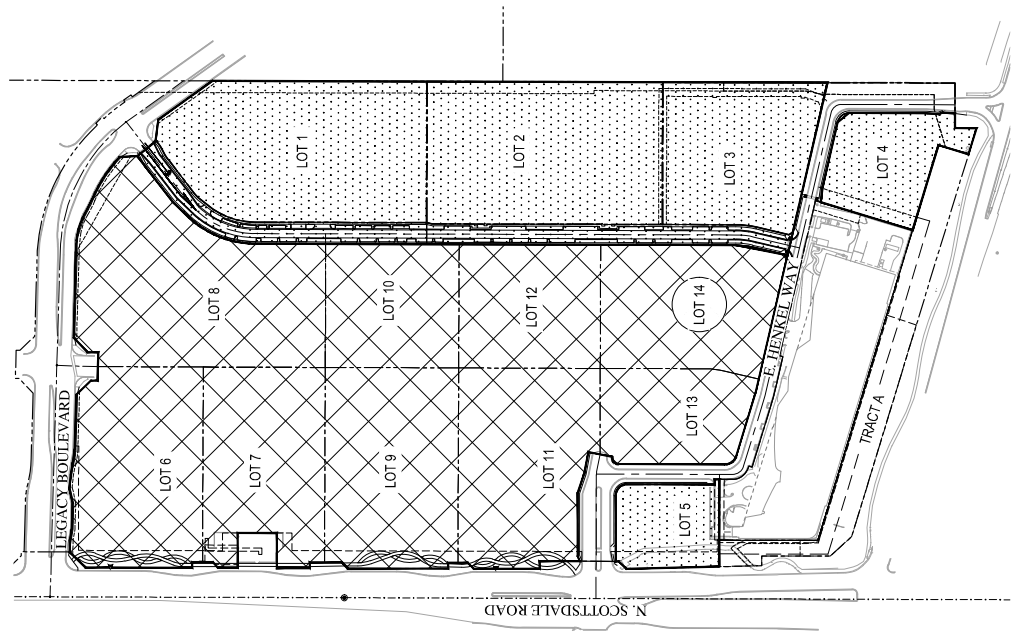 LOT 1
LOT 2
LOT 3
LOT 4
LOT 8
LOT 10
LOT 12
LOT 14
E. HENKEL WAY
LEGACY BOULEVARD
LOT 6
LOT 7
LOT 9
LOT 11
LOT 13
TRACT A
LOT 5
N. SCOTTSDALE ROAD